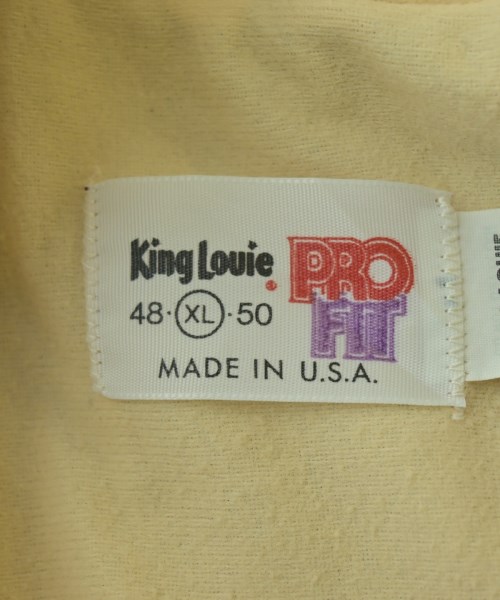 King Louie PRO
FIT
48·XL·50
MADE IN U.S.A.